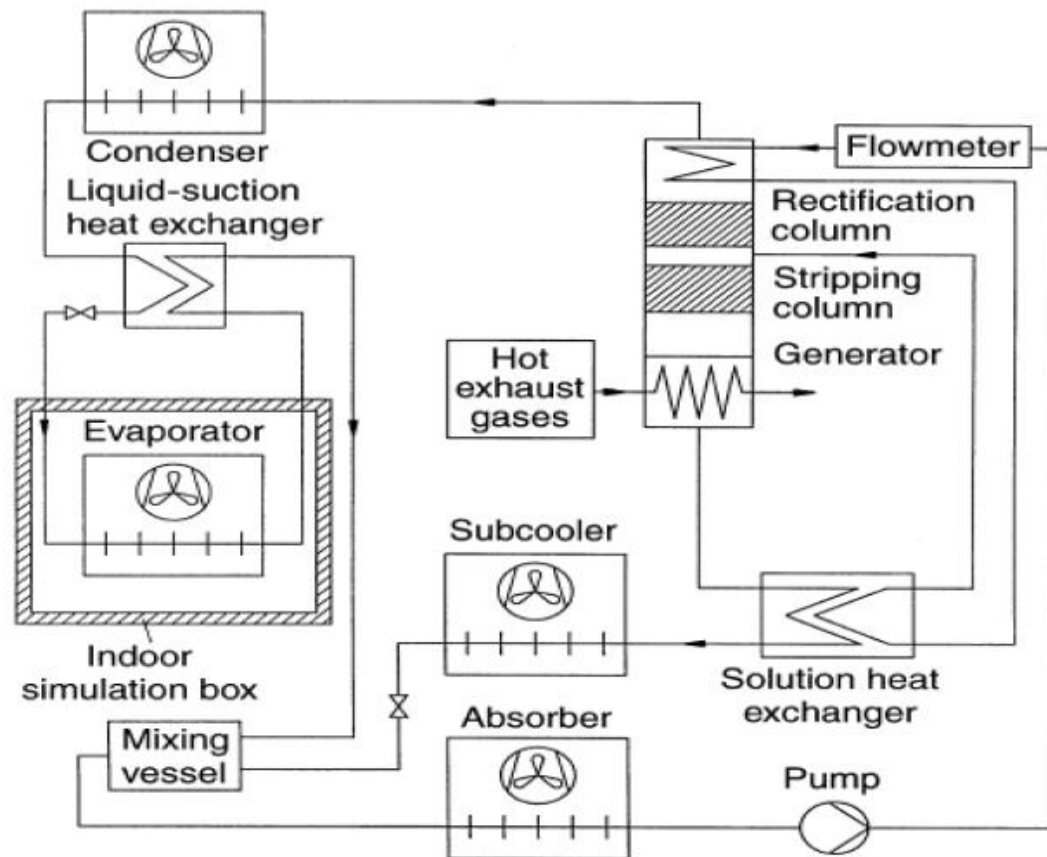 Condenser
Liquid-suction
heat exchanger
Flowmeter
Rectification
column
Stripping
column
Generator
Hot
exhaust
gases
Evaporator
Indoor
simulation box
Subcooler
Solution heat
exchanger
Mixing
vessel
Absorber
Pump